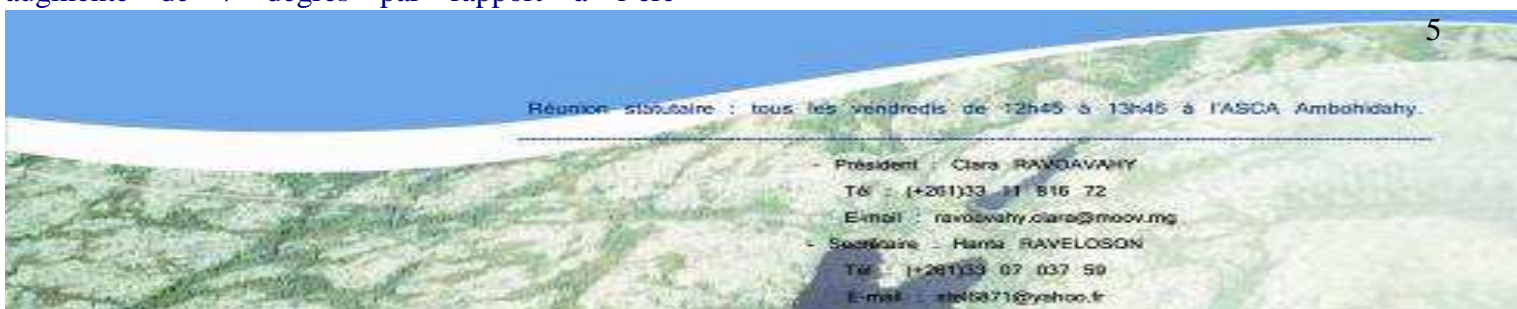 augmenté de 7 degrés par rapport à l'ère
5
Réunion statutaire : tous les vendredis de 12h45 à 13h45 à l'ASCA Ambohidahy.
- Président : Clara RAVOAVAHY
Tél : (+261)33 11 816 72
E-mail : ravoavahy.clara@moov.mg
- Secrétaire : Hanta RAVELOSON
Tél : (+261)33 07 037 59
E-mail :